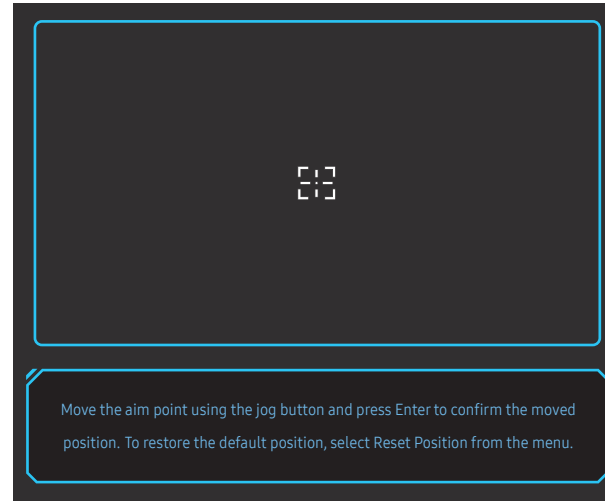 Move the aim point using the jog button and press Enter to confirm the moved
position. To restore the default position, select Reset Position from the menu.